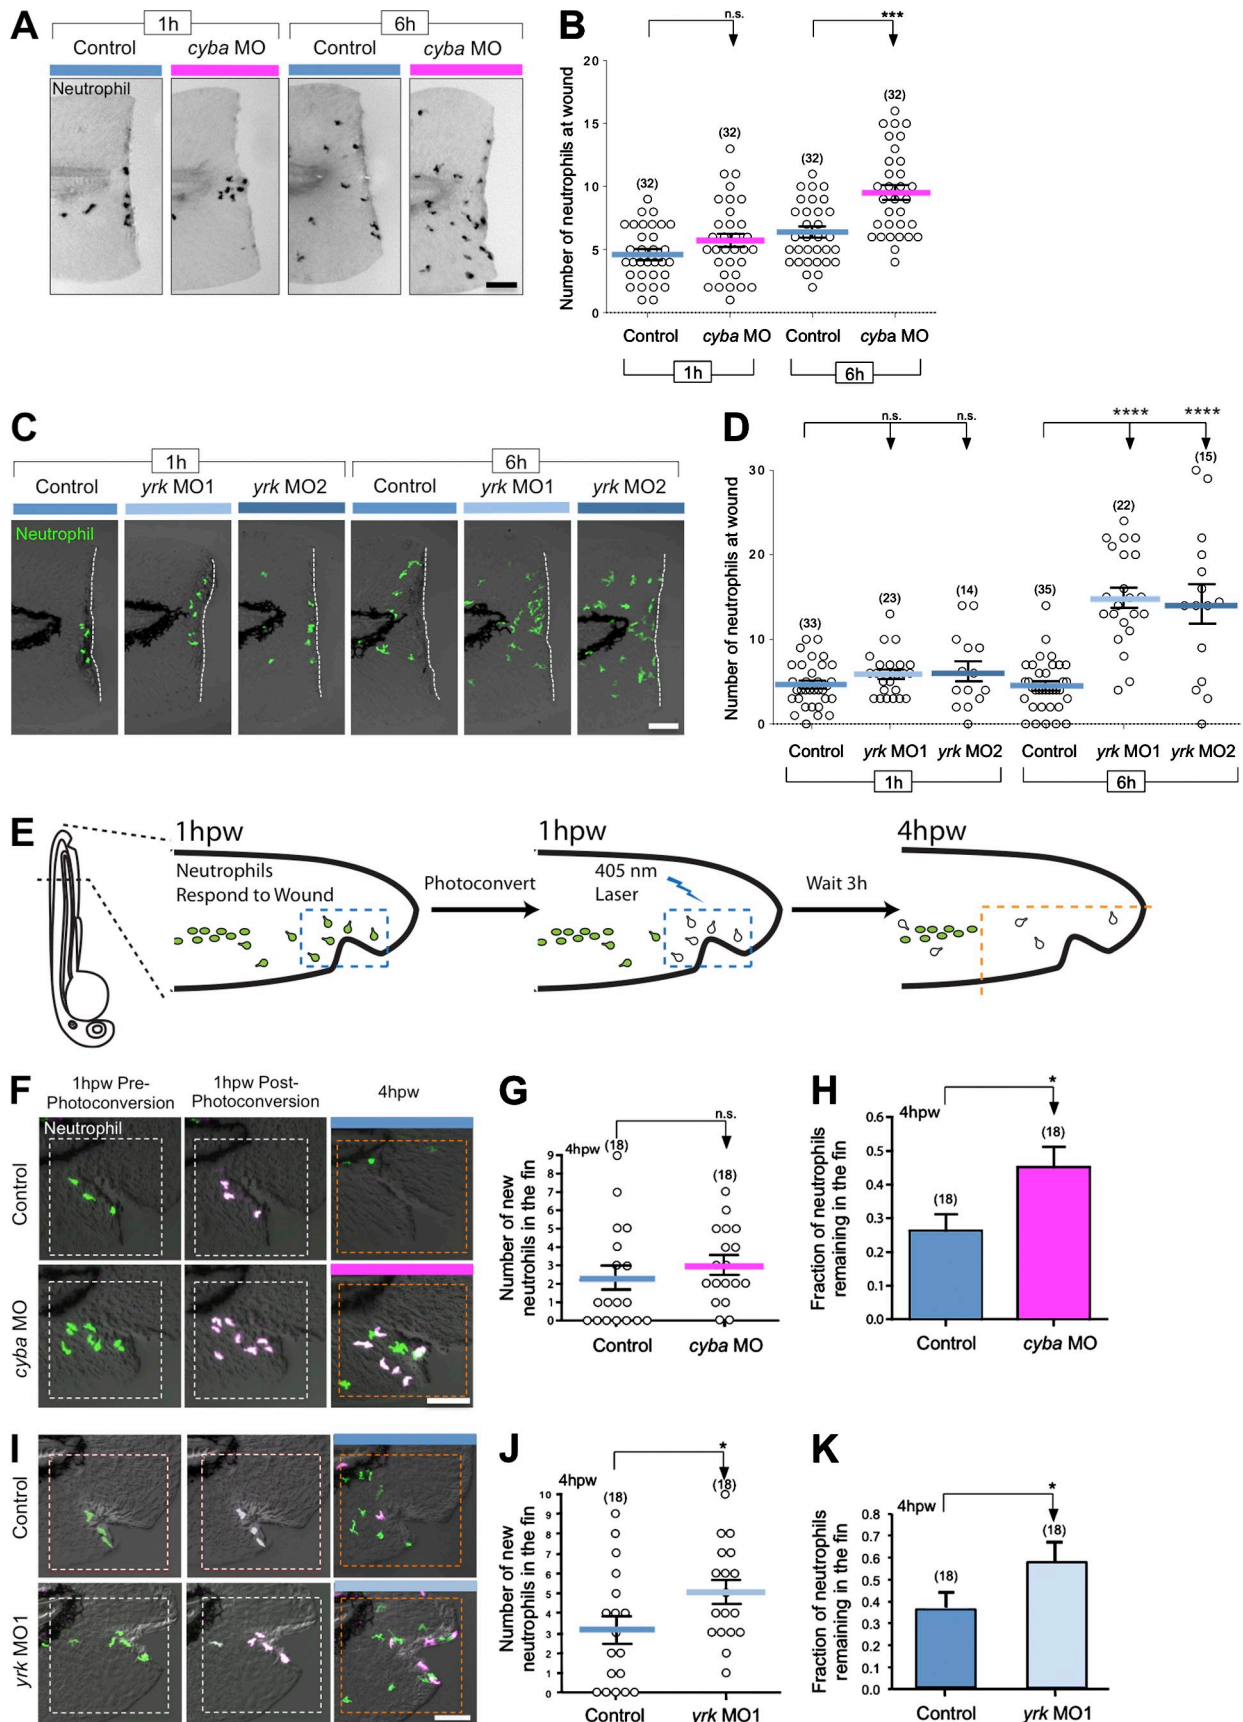 A
1h
6h
Control
cyba MO
Control
cyba MO
Neutrophil
B
n.s.
***
Number of neutrophils at wound
20
15
10
5
0
(32)
(32)
(32)
(32)
Control
cyba MO
Control
cyba MO
1h
6h
C
1h
6h
Control
yrk MO1
yrk MO2
Control
yrk MO1
yrk MO2
Neutrophil
D
n.s.
n.s.
****
****
Number of neutrophils at wound
30
20
10
0
(33)
(23)
(14)
(35)
(22)
(15)
Control
yrk MO1
yrk MO2
Control
yrk MO1
yrk MO2
1h
6h
E
1hpw
Neutrophils
Respond to Wound
Photoconvert
1hpw
405 nm
Laser
Wait 3h
4hpw
F
1hpw Pre-
Photoconversion
1hpw Post-
Photoconversion
4hpw
Neutrophil
Control
cyba MO
G
n.s.
4hpw
(18)
(18)
Number of new
neutrohils in the fin
9
8
7
6
5
4
3
2
1
0
Control
cyba MO
H
*
4hpw
(18)
(18)
Fraction of neutrophils
remaining in the fin
0.6
0.5
0.4
0.3
0.2
0.1
0.0
Control
cyba MO
I
Control
yrk MO1
J
*
4hpw
(18)
(18)
Number of new
neutrophils in the fin
10
9
8
7
6
5
4
3
2
1
0
Control
yrk MO1
K
*
4hpw
(18)
(18)
Fraction of neutrophils
remaining in the fin
0.8
0.7
0.6
0.5
0.4
0.3
0.2
0.1
0.0
Control
yrk MO1